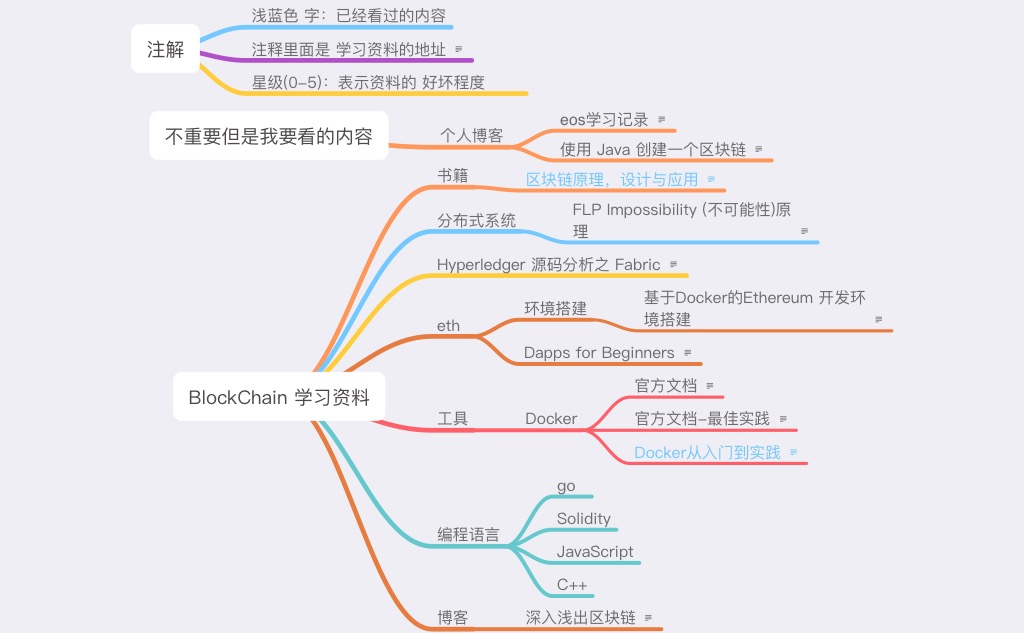 浅蓝色 字：已经看过的内容
注解
注释里面是 学习资料的地址
星级(0-5)：表示资料的 好坏程度
不重要但是我要看的内容
个人博客
eos学习记录
使用 Java 创建一个区块链
书籍
区块链原理，设计与应用
分布式系统
FLP Impossibility (不可能性)原
理
Hyperledger 源码分析之 Fabric
eth
环境搭建
基于Docker的Ethereum 开发环
境搭建
Dapps for Beginners
BlockChain 学习资料
工具
Docker
官方文档
官方文档-最佳实践
Docker从入门到实践
编程语言
go
Solidity
JavaScript
C++
博客
深入浅出区块链